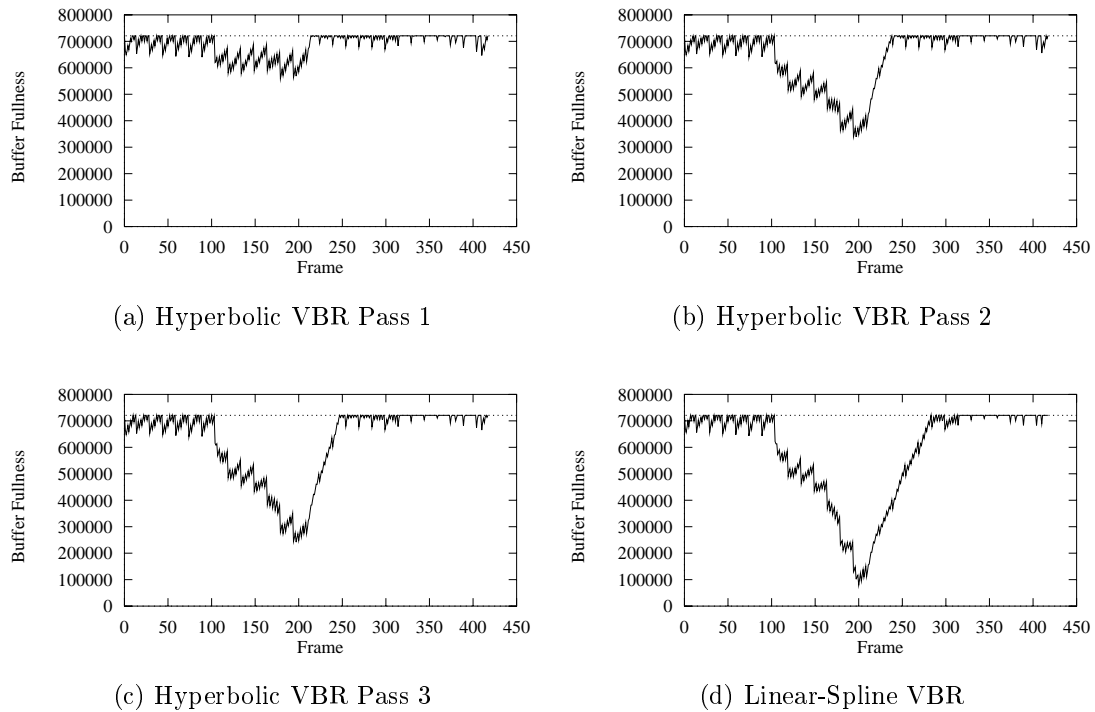 800000
700000
600000
500000
400000
300000
200000
100000
0
Buffer Fullness
0 50 100 150 200 250 300 350 400 450
Frame
(a) Hyperbolic VBR Pass 1
800000
700000
600000
500000
400000
300000
200000
100000
0
Buffer Fullness
0 50 100 150 200 250 300 350 400 450
Frame
(b) Hyperbolic VBR Pass 2
800000
700000
600000
500000
400000
300000
200000
100000
0
Buffer Fullness
0 50 100 150 200 250 300 350 400 450
Frame
(c) Hyperbolic VBR Pass 3
800000
700000
600000
500000
400000
300000
200000
100000
0
Buffer Fullness
0 50 100 150 200 250 300 350 400 450
Frame
(d) Linear-Spline VBR